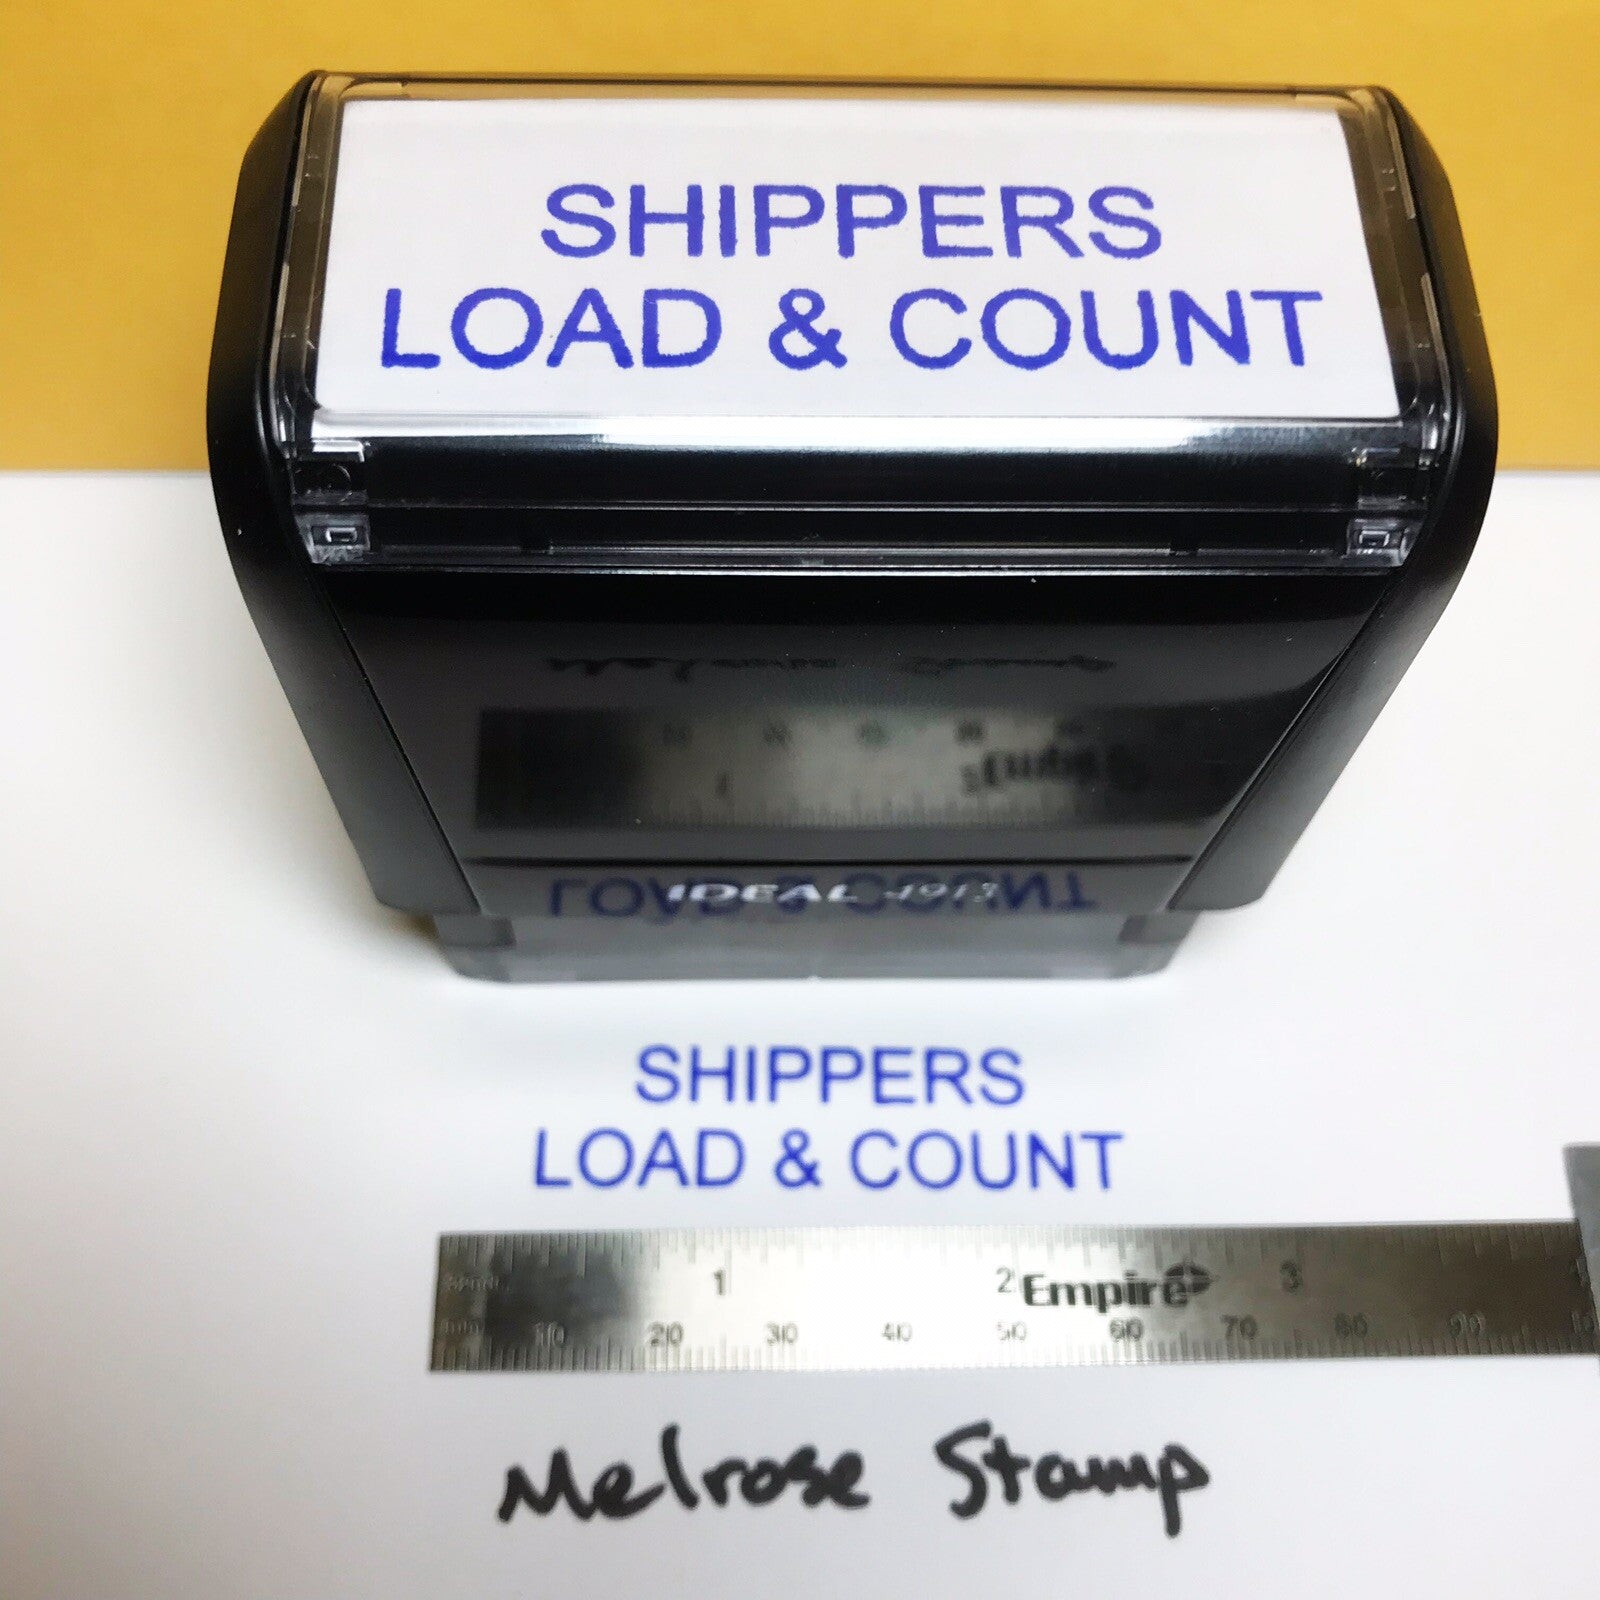 SHIPPERS
LOAD & COUNT
IDEAL 4913
SHIPPERS
LOAD & COUNT
1 2 Empire 3
10 20 30 40 50 60 70 80 90
Melrose Stamp